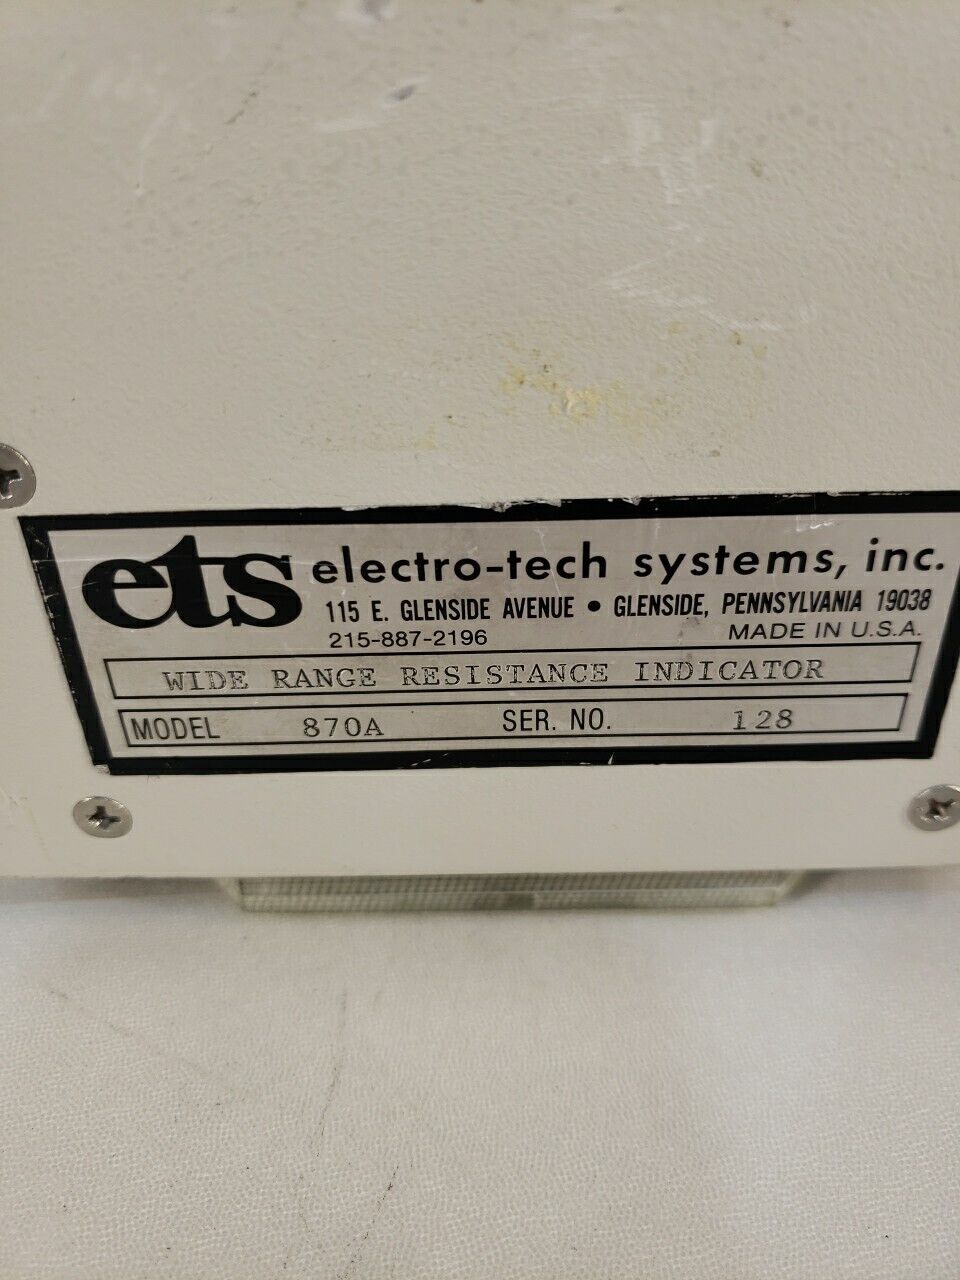 ets electro-tech systems, inc.
115 E. GLENSIDE AVENUE • GLENSIDE, PENNSYLVANIA 19038
215-887-2196 MADE IN U.S.A.
WIDE RANGE RESISTANCE INDICATOR
MODEL 870A SER. NO. 128